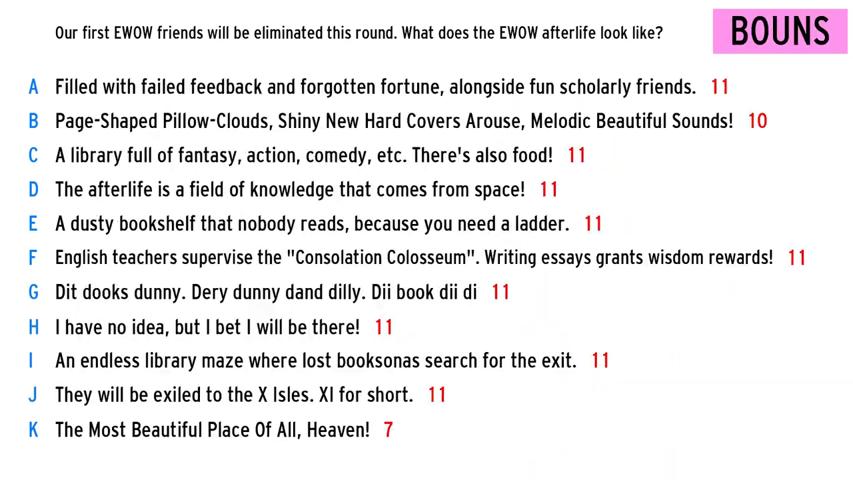 Our first EWOW friends will be eliminated this round. What does the EWOW afterlife look like?
BOUNS
A Filled with failed feedback and forgotten fortune, alongside fun scholarly friends. 11
B Page-Shaped Pillow-Clouds, Shiny New Hard Covers Arouse, Melodic Beautiful Sounds! 10
C A library full of fantasy, action, comedy, etc. There's also food! 11
D The afterlife is a field of knowledge that comes from space! 11
E A dusty bookshelf that nobody reads, because you need a ladder. 11
F English teachers supervise the "Consolation Colosseum". Writing essays grants wisdom rewards! 11
G Dit dooks dunny. Dery dunny dand dilly. Dii book dii di 11
H I have no idea, but I bet I will be there! 11
I An endless library maze where lost booksonas search for the exit. 11
J They will be exiled to the X Isles. XI for short. 11
K The Most Beautiful Place Of All, Heaven! 7